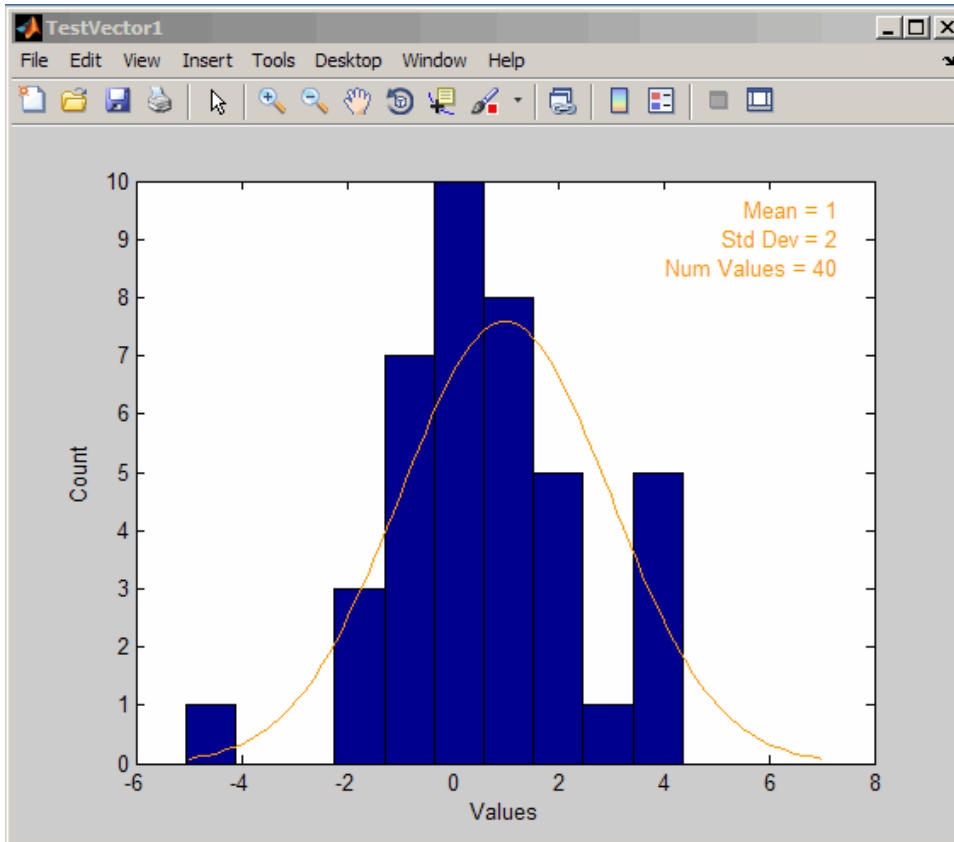 TestVector1
File Edit View Insert Tools Desktop Window Help
Mean = 1
Std Dev = 2
Num Values = 40
10
9
8
7
6
5
4
3
2
1
0
Count
-6 -4 -2 0 2 4 6 8
Values